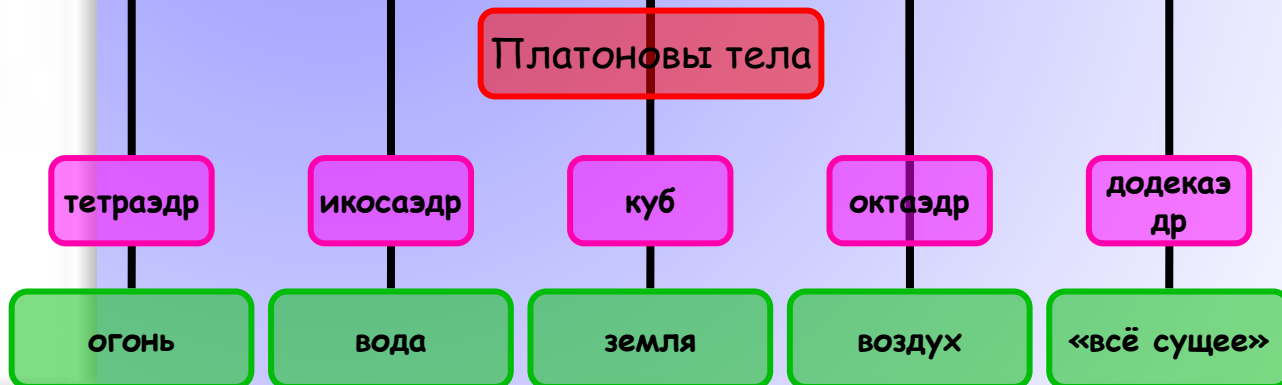 Платоновы тела
тетраэдр
икосаэдр
куб
октаэдр
додекаэ
др
огонь
вода
земля
воздух
«всё сущее»